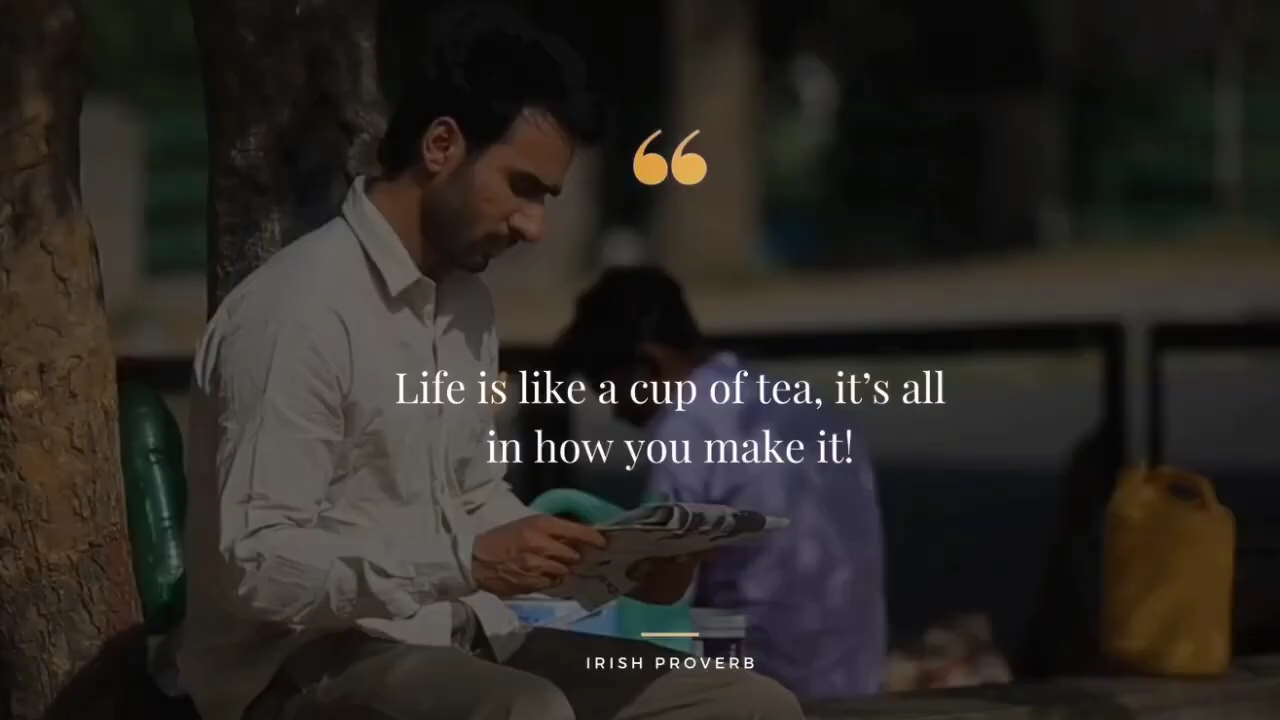 “
Life is like a cup of tea, it’s all
in how you make it!
IRISH PROVERB